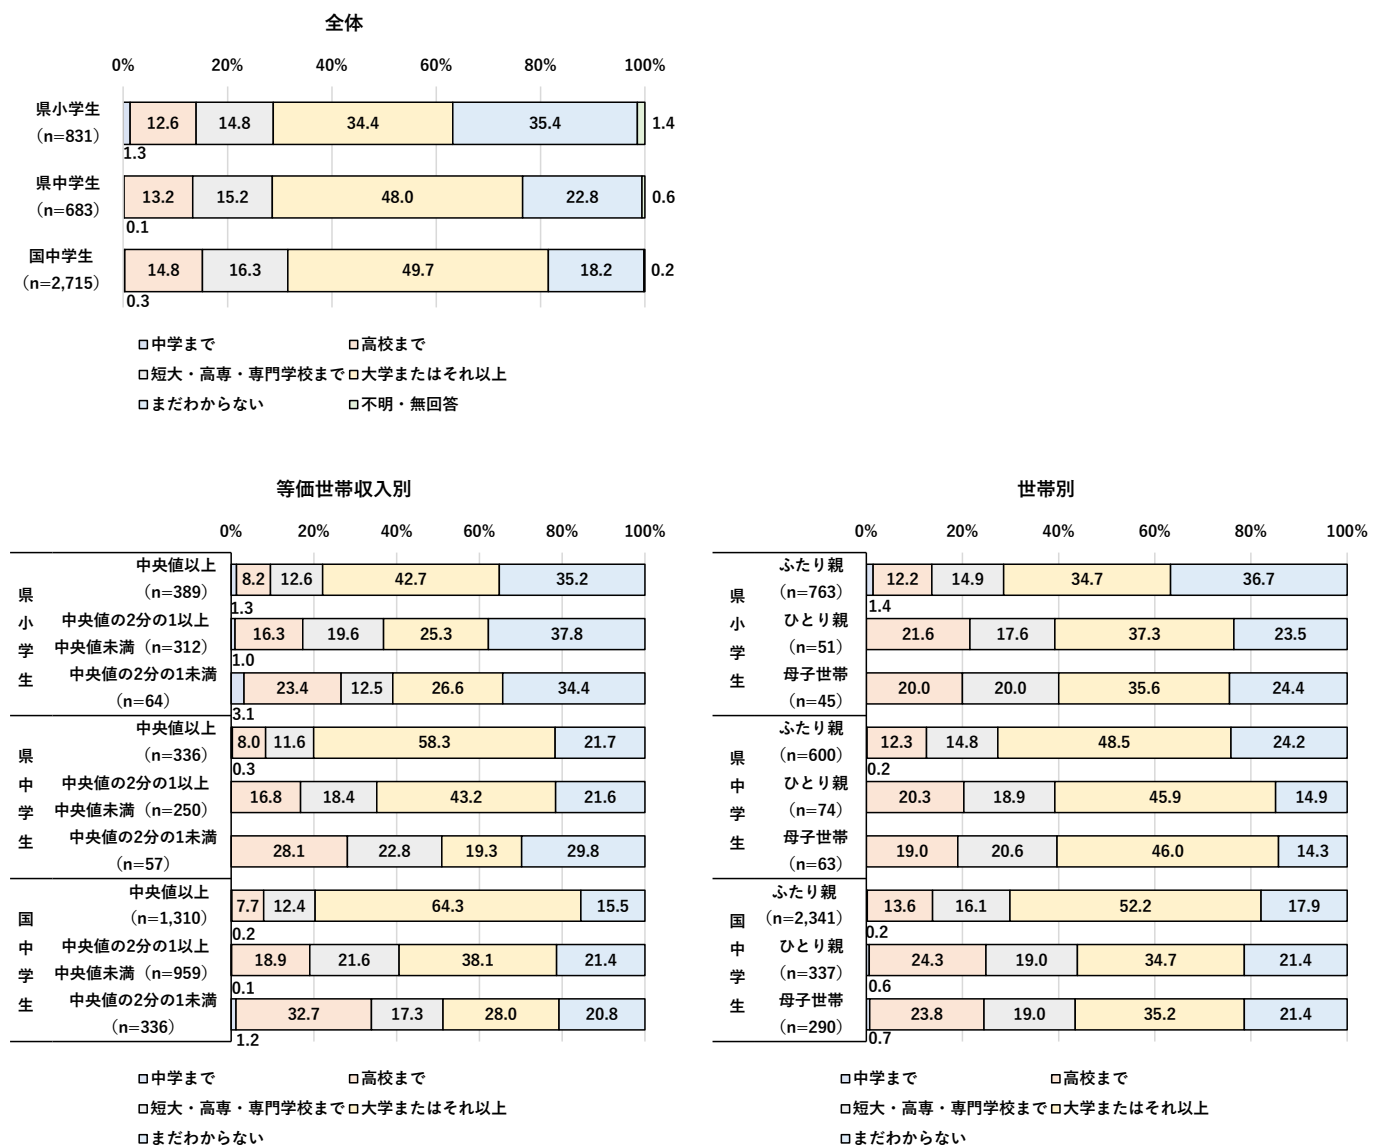 全体
0% 20% 40% 60% 80% 100%
県小学生
（n=831）
12.6 14.8 34.4 35.4 1.4
1.3
県中学生
（n=683）
13.2 15.2 48.0 22.8 0.6
0.1
国中学生
（n=2,715）
14.8 16.3 49.7 18.2 0.2
0.3
中学まで 高校まで
短大・高専・専門学校まで 大学またはそれ以上
まだわからない 不明・無回答
等価世帯収入別
0% 20% 40% 60% 80% 100%
県小学生
中央値以上
（n=389）
8.2 12.6 42.7 35.2
1.3
中央値の2分の1以上
中央値未満（n=312）
16.3 19.6 25.3 37.8
1.0
中央値の2分の1未満
（n=64）
23.4 12.5 26.6 34.4
3.1
県中学生
中央値以上
（n=336）
8.0 11.6 58.3 21.7
0.3
中央値の2分の1以上
中央値未満（n=250）
16.8 18.4 43.2 21.6
中央値の2分の1未満
（n=57）
28.1 22.8 19.3 29.8
国中学生
中央値以上
（n=1,310）
7.7 12.4 64.3 15.5
0.2
中央値の2分の1以上
中央値未満（n=959）
18.9 21.6 38.1 21.4
0.1
中央値の2分の1未満
（n=336）
32.7 17.3 28.0 20.8
1.2
中学まで 高校まで
短大・高専・専門学校まで 大学またはそれ以上
まだわからない
世帯別
0% 20% 40% 60% 80% 100%
県小学生
ふたり親
（n=763）
12.2 14.9 34.7 36.7
1.4
ひとり親
（n=51）
21.6 17.6 37.3 23.5
母子世帯
（n=45）
20.0 20.0 35.6 24.4
県中学生
ふたり親
（n=600）
12.3 14.8 48.5 24.2
0.2
ひとり親
（n=74）
20.3 18.9 45.9 14.9
母子世帯
（n=63）
19.0 20.6 46.0 14.3
国中学生
ふたり親
（n=2,341）
13.6 16.1 52.2 17.9
0.2
ひとり親
（n=337）
24.3 19.0 34.7 21.4
0.6
母子世帯
（n=290）
23.8 19.0 35.2 21.4
0.7
中学まで 高校まで
短大・高専・専門学校まで 大学またはそれ以上
まだわからない